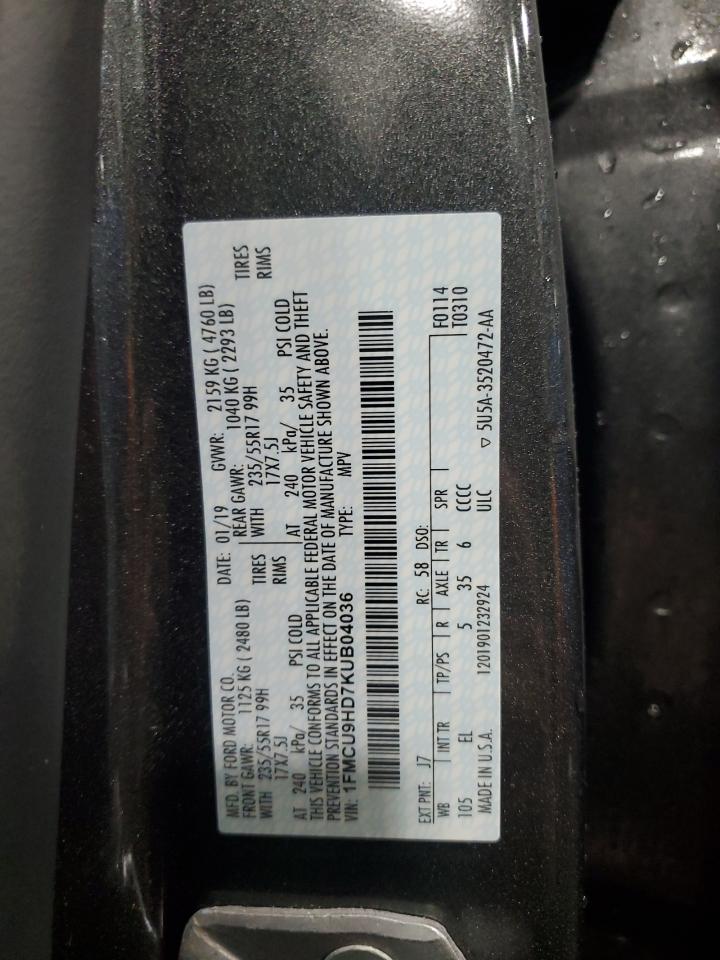 MFD. BY FORD MOTOR CO.
DATE: 01/19 GVWR: 2159 KG ( 4760 LB)
FRONT GAWR: 1125 KG ( 2480 LB) REAR GAWR: 1040 KG ( 2293 LB)
WITH 235/55R17 99H TIRES WITH 235/55R17 99H TIRES
17X7.5J RIMS 17X7.5J RIMS
AT 240 kPa/ 35 PSI COLD AT 240 kPa/ 35 PSI COLD
THIS VEHICLE CONFORMS TO ALL APPLICABLE FEDERAL MOTOR VEHICLE SAFETY AND THEFT
PREVENTION STANDARDS IN EFFECT ON THE DATE OF MANUFACTURE SHOWN ABOVE.
VIN: 1FMCU9HD7KUB04036 TYPE: MPV
EXT PNT: J7 RC: 58 DSO: F0114
WB INT TR TP/PS R AXLE TR SPR T0310
105 EL 5 35 6 CCCC
ULC
MADE IN U.S.A. 1201901232924 ▽ 5U5A-3520472-AA